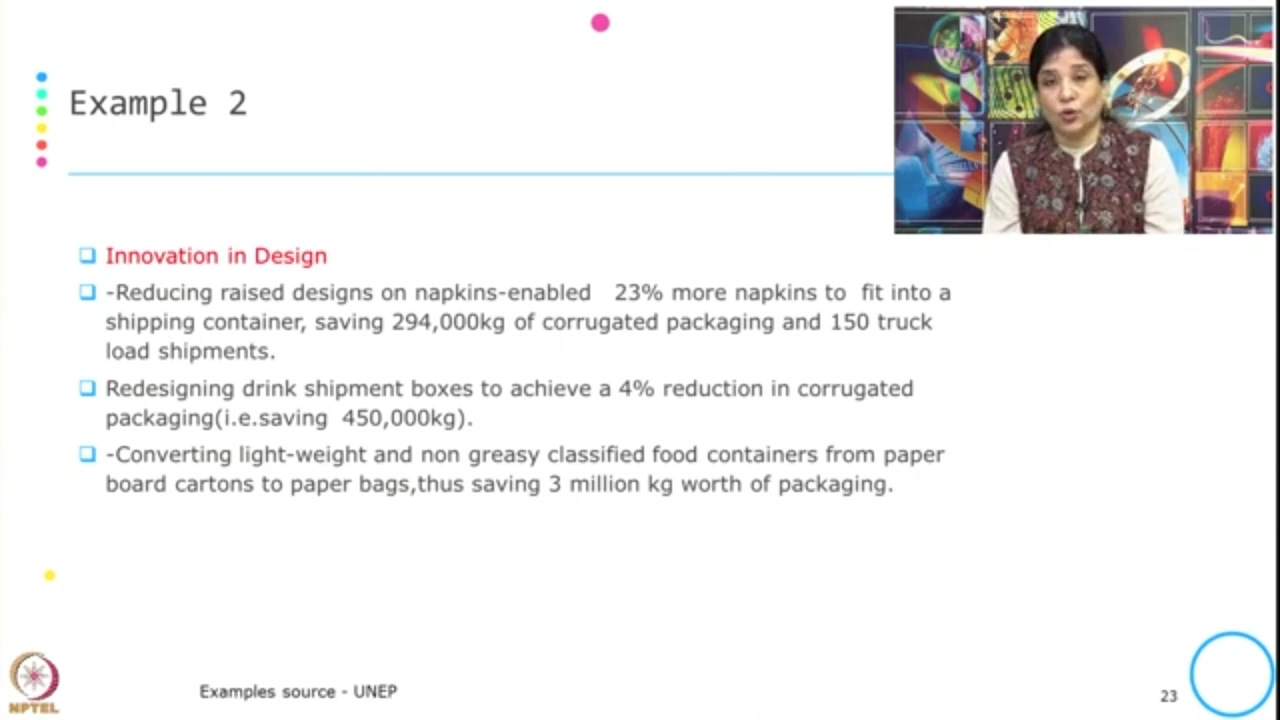 Example 2
Innovation in Design
-Reducing raised designs on napkins-enabled   23% more napkins to  fit into a
shipping container, saving 294,000kg of corrugated packaging and 150 truck
load shipments.
Redesigning drink shipment boxes to achieve a 4% reduction in corrugated
packaging(i.e.saving  450,000kg).
-Converting light-weight and non greasy classified food containers from paper
board cartons to paper bags,thus saving 3 million kg worth of packaging.
NPTEL
Examples source - UNEP
23